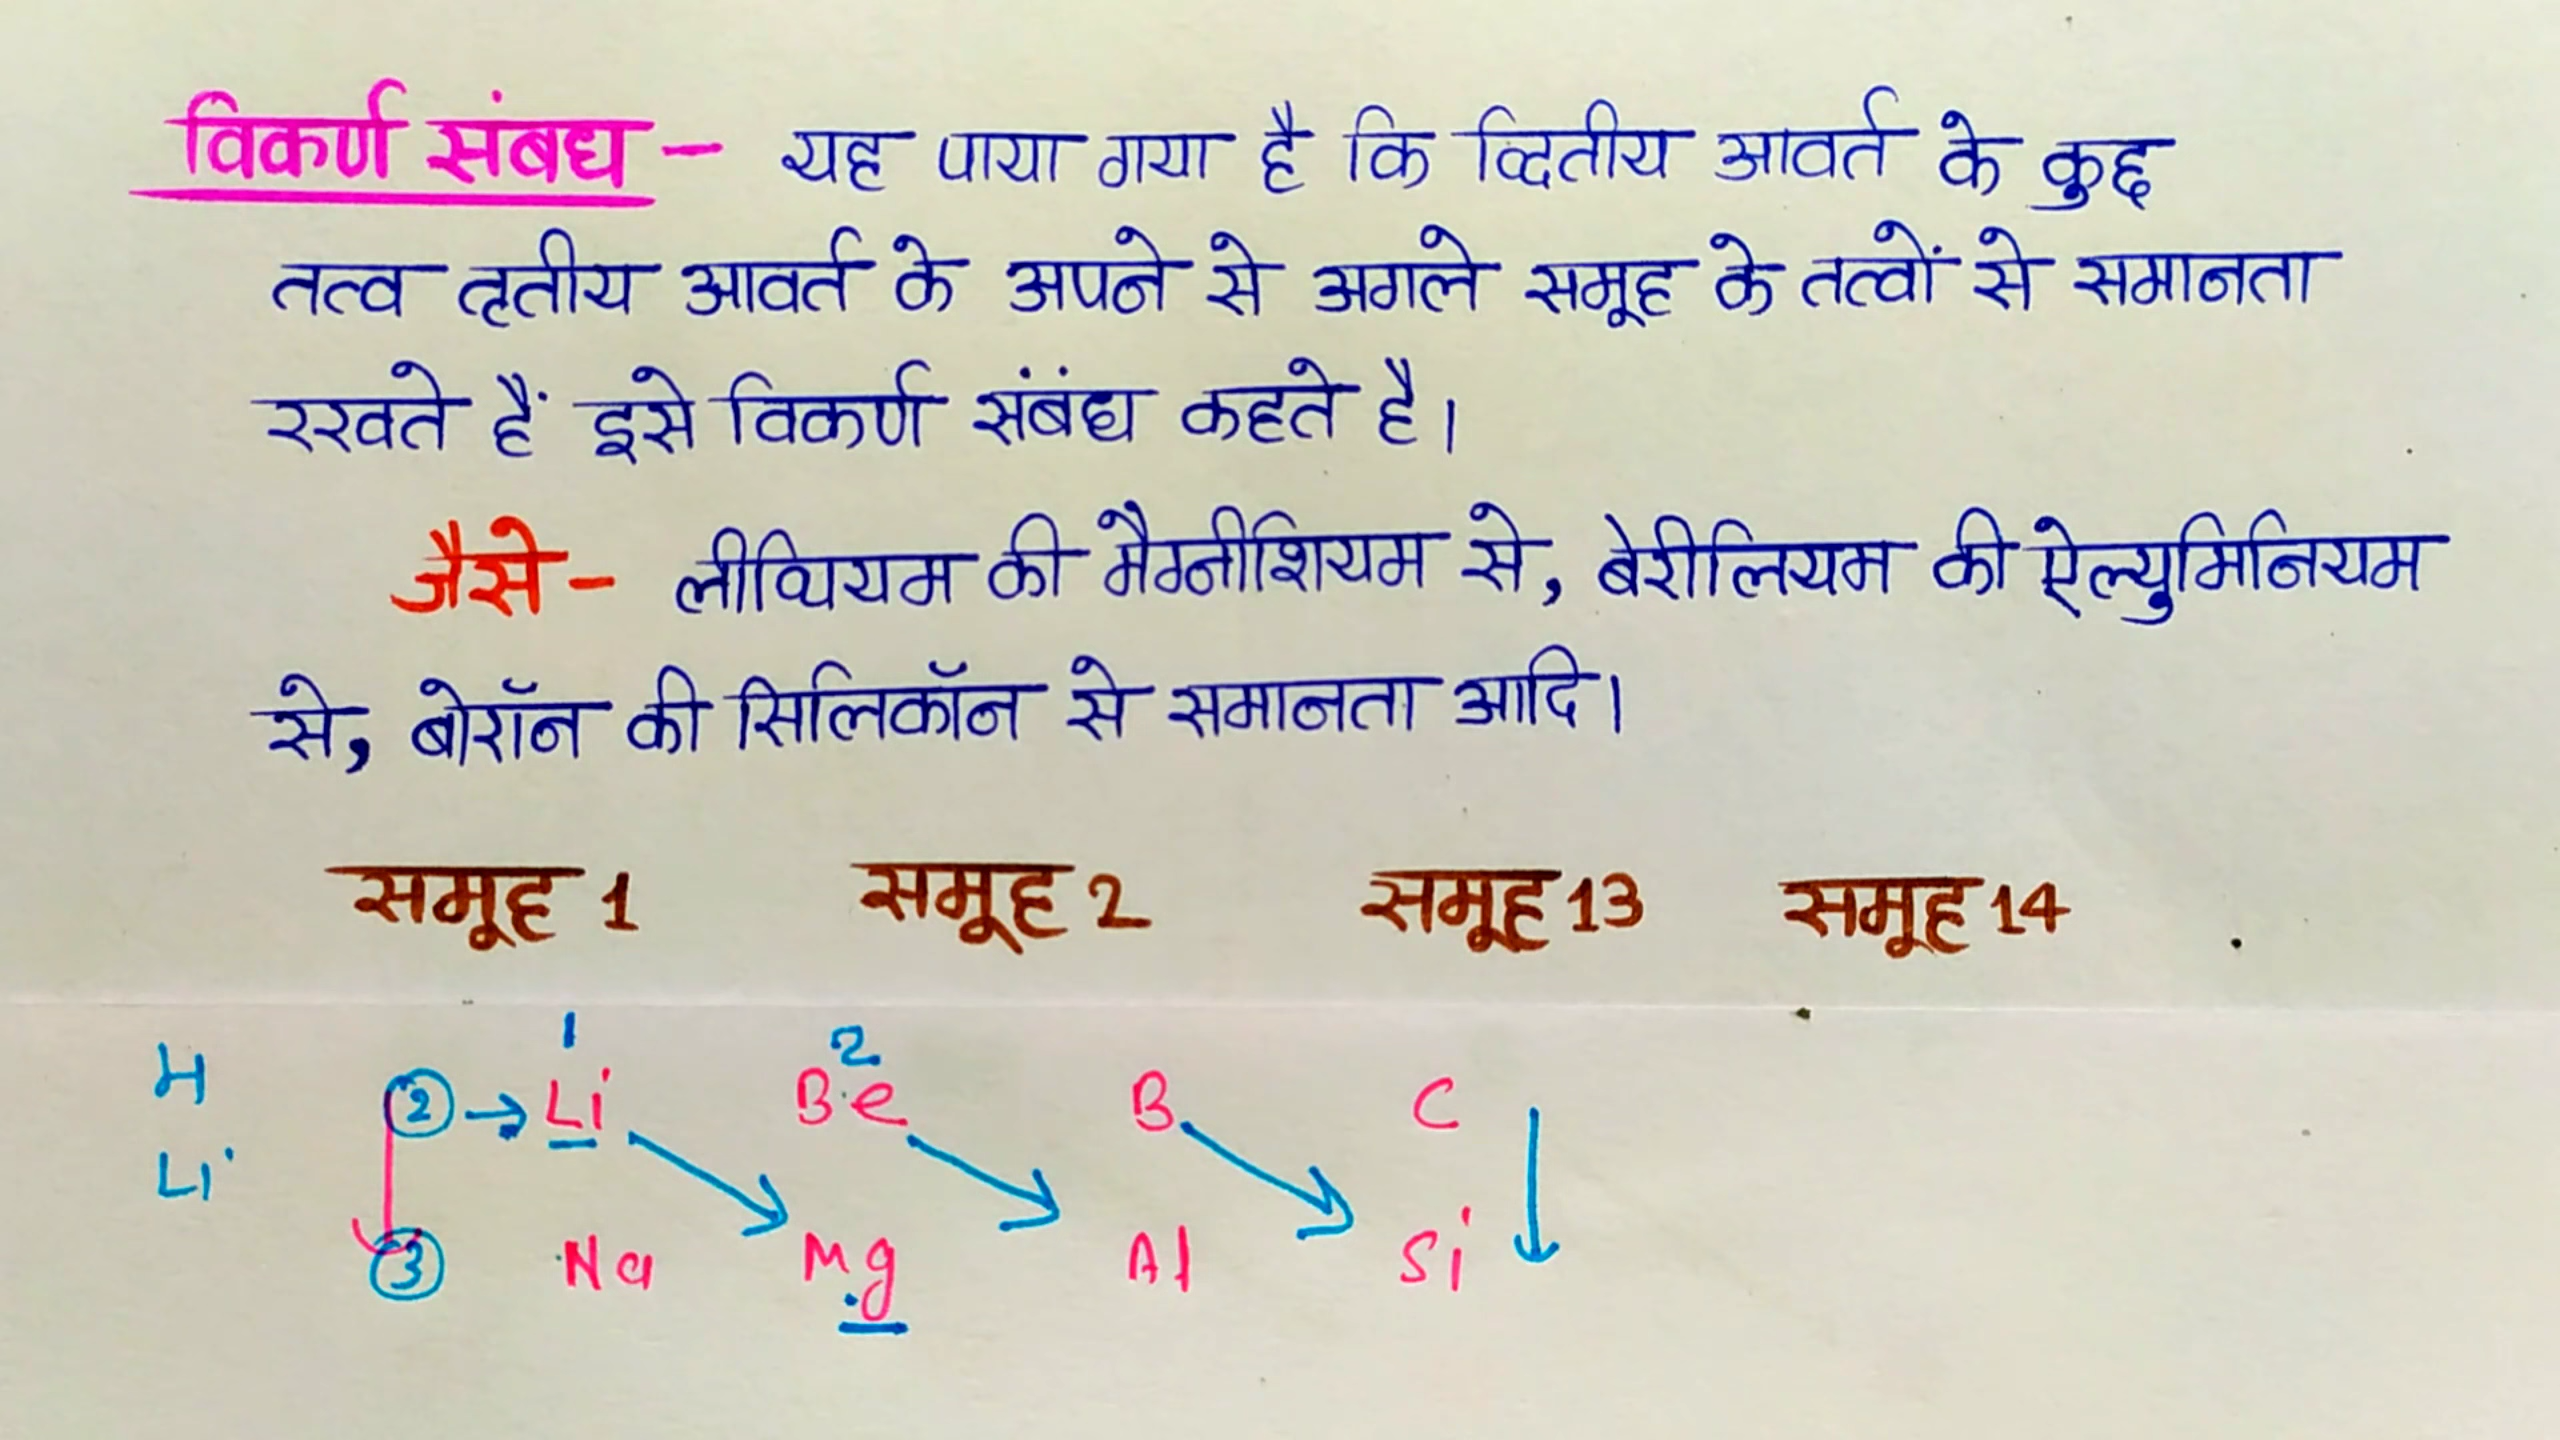 विकर्ण संबध - यह पाया गया है कि द्वितीय आवर्त के कुछ
तत्व तृतीय आवर्त के अपने से अगले समूह के तत्वों से समानता
रखते हैं इसे विकर्ण संबंध कहते है।
जैसे - लीथियम की मैग्नीशियम से, बेरीलियम की ऐल्युमिनियम
से, बोरॉन की सिलिकॉन से समानता आदि।
समूह 1 समूह 2 समूह 13 समूह 14
1 2
H 2 → Li Be B C
Li
3 Na Mg Al Si